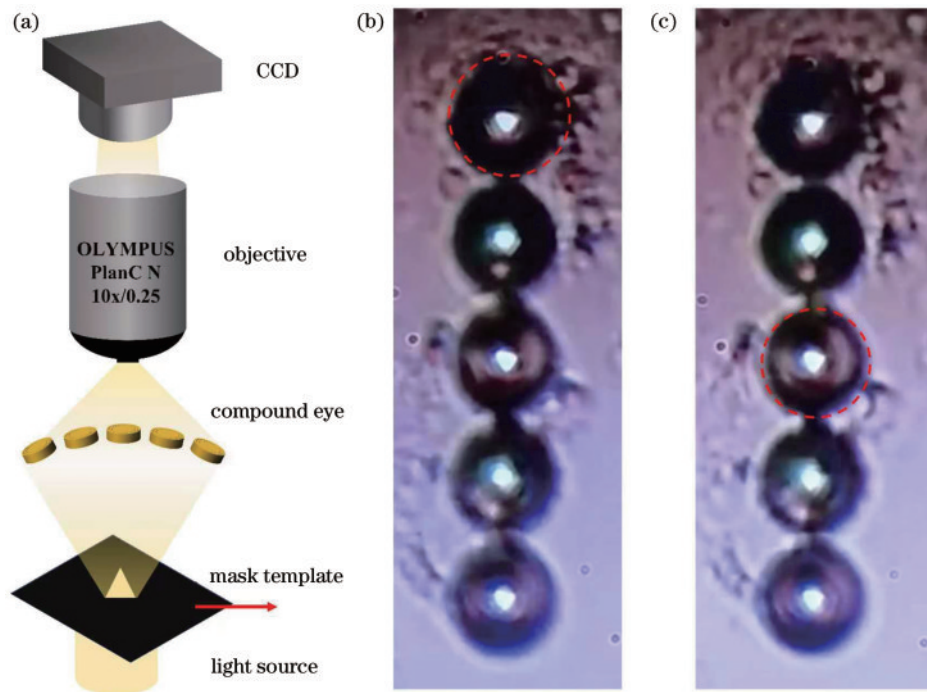 (a)
CCD
OLYMPUS
PlanC N
10x/0.25
objective
compound eye
mask template
light source
(b)
(c)